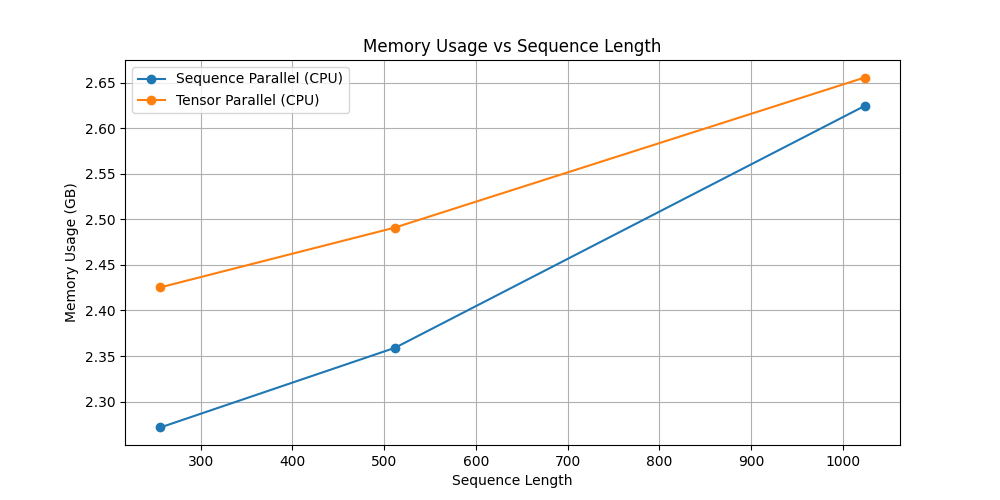 Memory Usage vs Sequence Length
Sequence Parallel (CPU)
Tensor Parallel (CPU)
Memory Usage (GB)
2.65
2.60
2.55
2.50
2.45
2.40
2.35
2.30
300 400 500 600 700 800 900 1000
Sequence Length